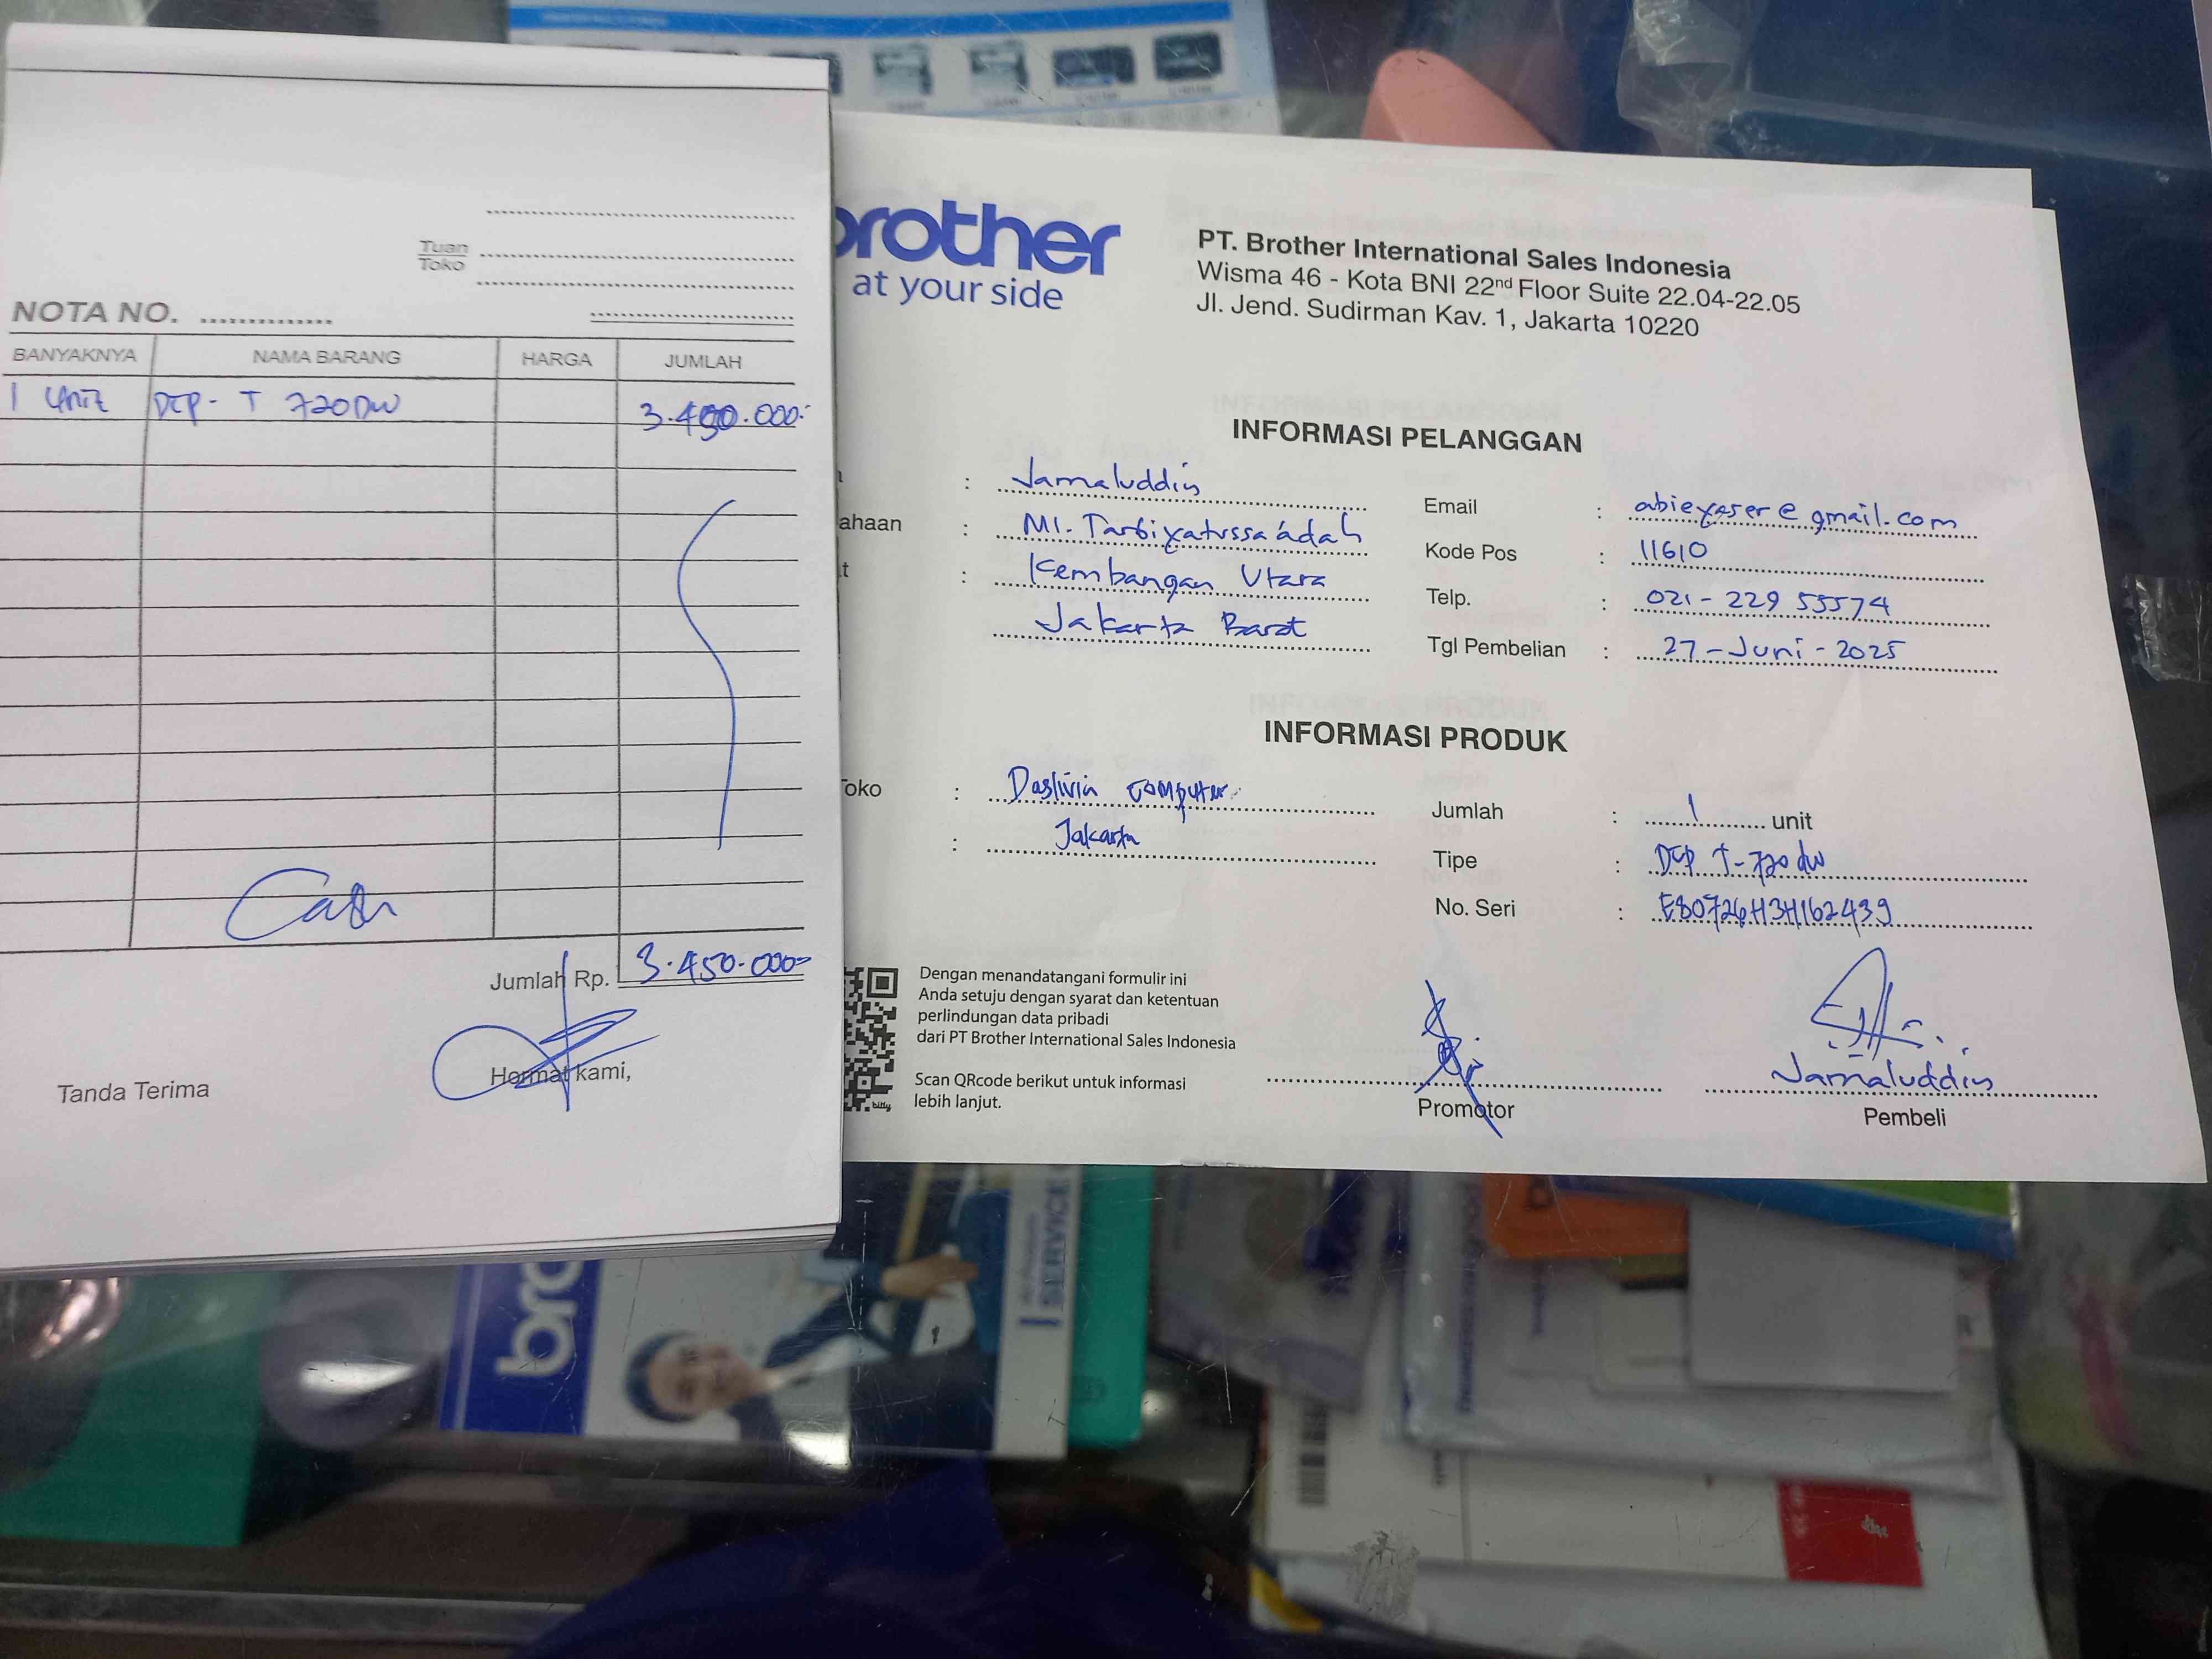 Tuan
Toko
NOTA NO. ..............
BANYAKNYA NAMA BARANG HARGA JUMLAH
1 unit DCP - T 720DW 3.450.000.-
Cash
Jumlah Rp. 3.450.000-
Tanda Terima Hormat kami,
brother
at your side
PT. Brother International Sales Indonesia
Wisma 46 - Kota BNI 22nd Floor Suite 22.04-22.05
Jl. Jend. Sudirman Kav. 1, Jakarta 10220
INFORMASI PELANGGAN
: Jamaluddin
ahaan : MI. Tarbiyatussa'adah
t : Kembangan Utara
Jakarta Barat
Email : abieyaser@gmail.com
Kode Pos : 11610
Telp. : 021-229 55574
Tgl Pembelian : 27-Juni-2025
INFORMASI PRODUK
Toko : Daslivin computer
: Jakarta
Jumlah : 1 unit
Tipe : DCP T-720dw
No. Seri : E80726H3H162439
Dengan menandatangani formulir ini
Anda setuju dengan syarat dan ketentuan
perlindungan data pribadi
dari PT Brother International Sales Indonesia
Scan QRcode berikut untuk informasi
lebih lanjut.
bitly
Promotor
Jamaluddin
Pembeli
bro
SERVICE